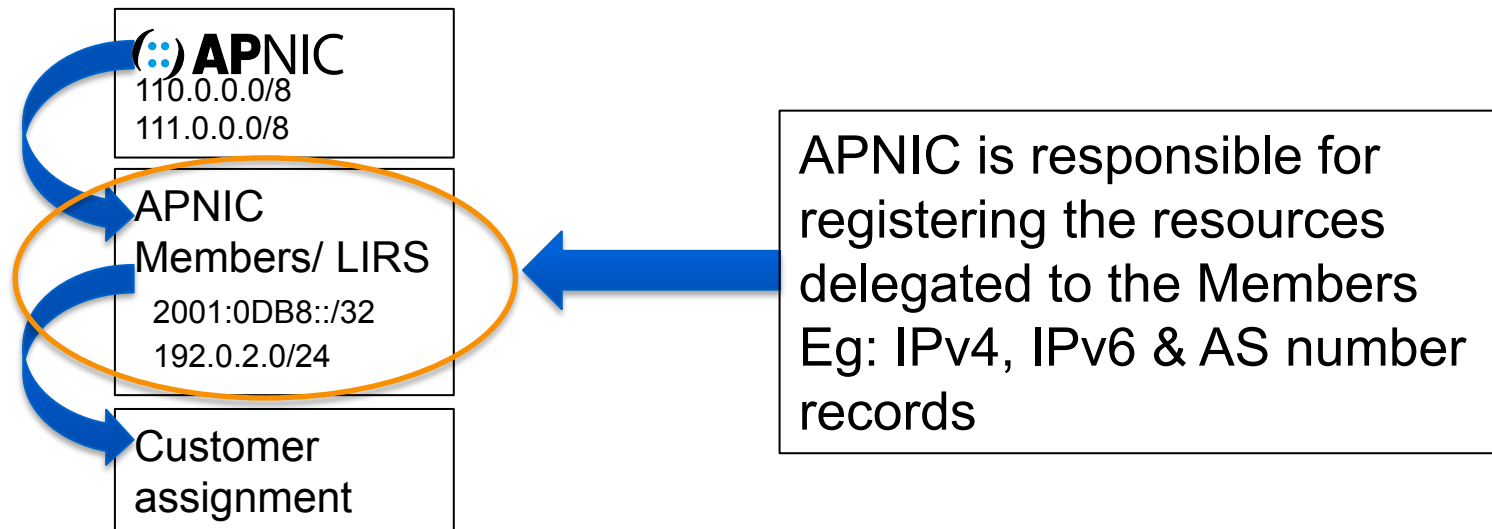 APNIC
110.0.0.0/8
111.0.0.0/8
APNIC
Members/ LIRS
2001:0DB8::/32
192.0.2.0/24
Customer
assignment
APNIC is responsible for
registering the resources
delegated to the Members
Eg: IPv4, IPv6 & AS number
records